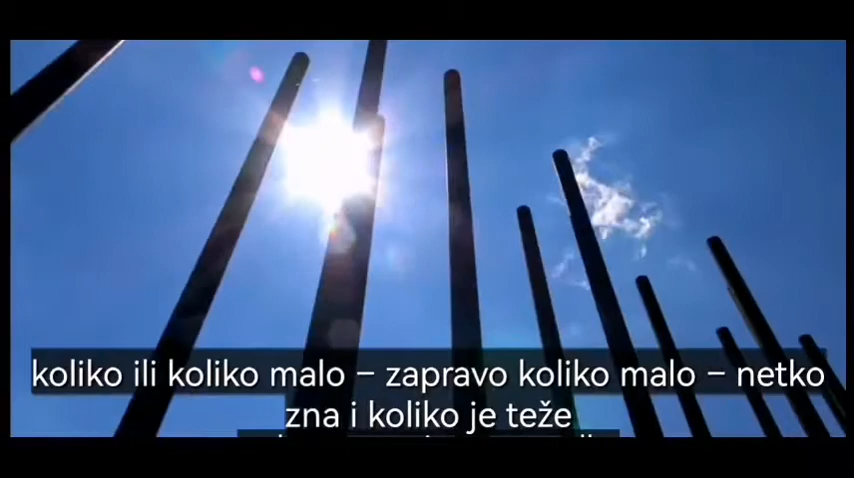 koliko ili koliko malo – zapravo koliko malo – netko
zna i koliko je teže